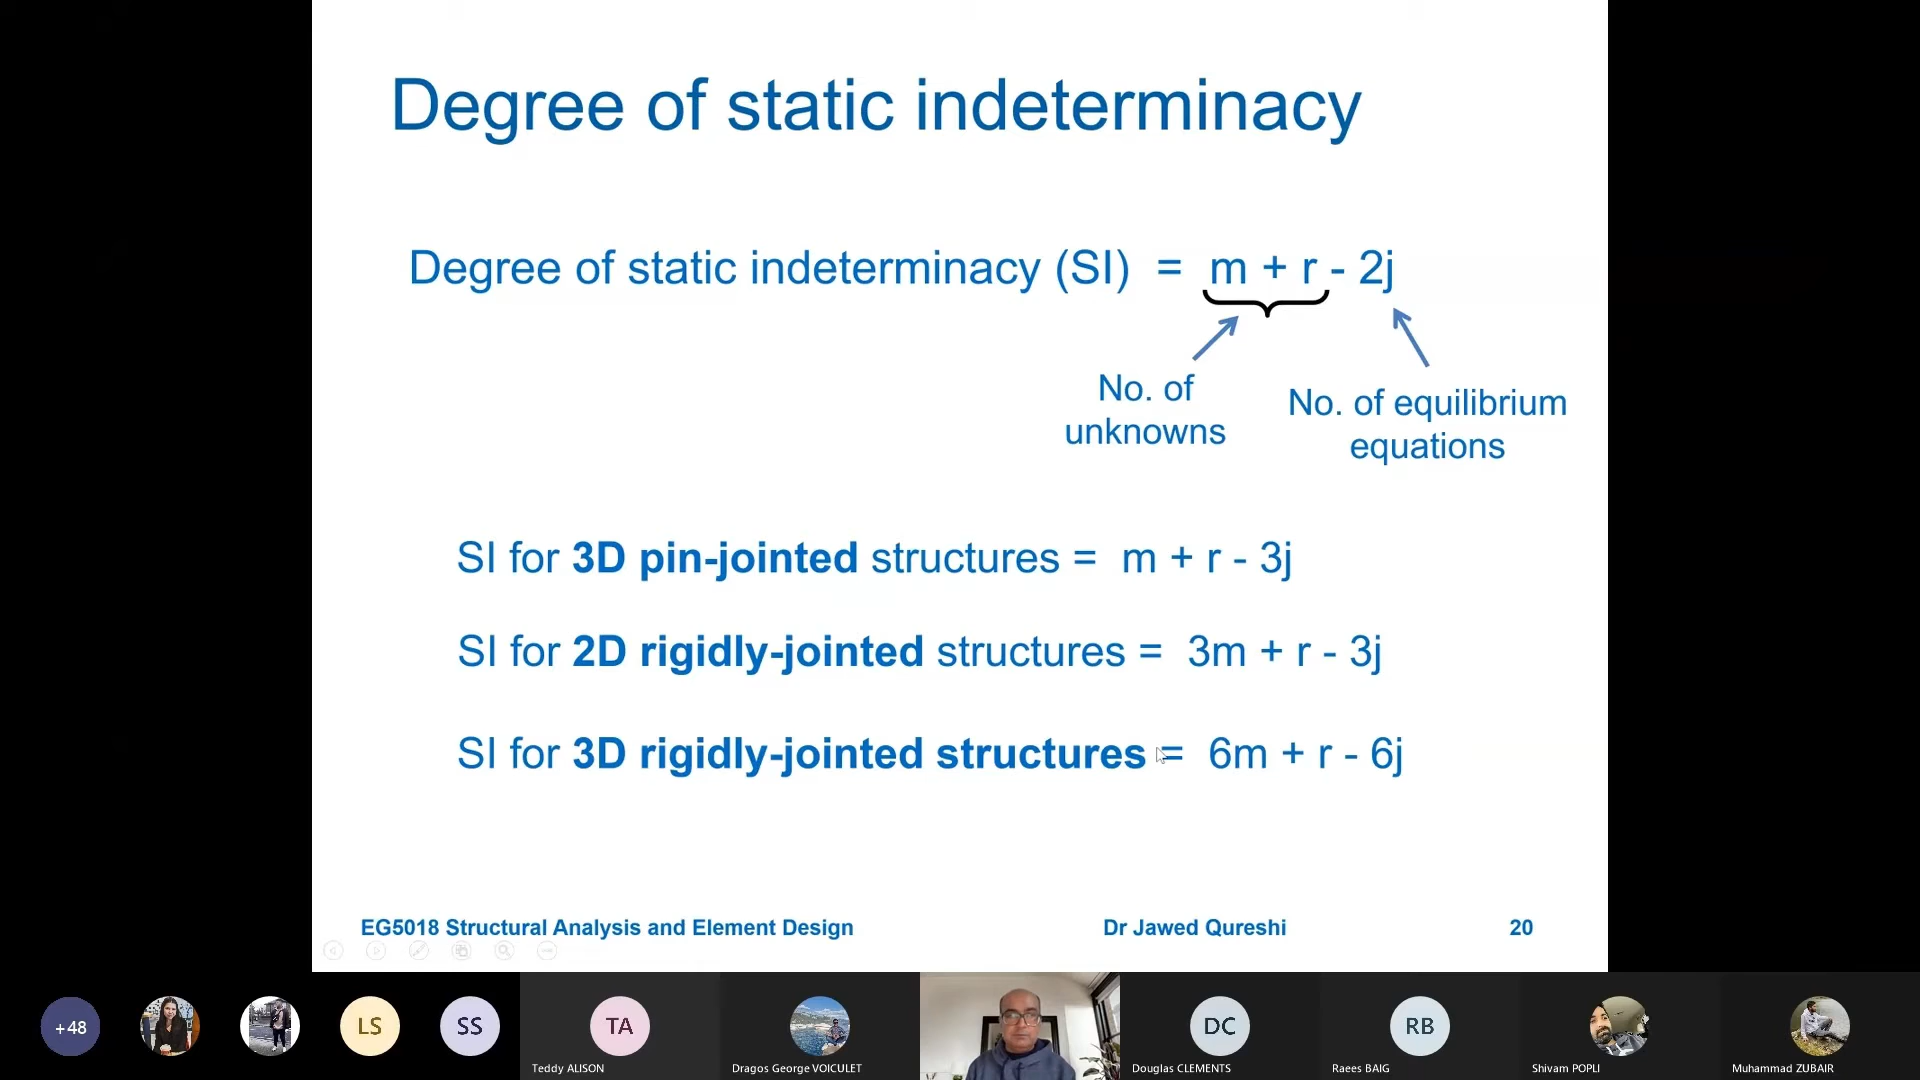 Degree of static indeterminacy
Degree of static indeterminacy (SI) = m + r - 2j
No. of
unknowns
No. of equilibrium
equations
SI for 3D pin-jointed structures = m + r - 3j
SI for 2D rigidly-jointed structures = 3m + r - 3j
SI for 3D rigidly-jointed structures = 6m + r - 6j
EG5018 Structural Analysis and Element Design Dr Jawed Qureshi 20
+48 LS SS TA DC RB
Teddy ALISON Dragos George VOICULET Douglas CLEMENTS Raees BAIG Shivam POPLI Muhammad ZUBAIR